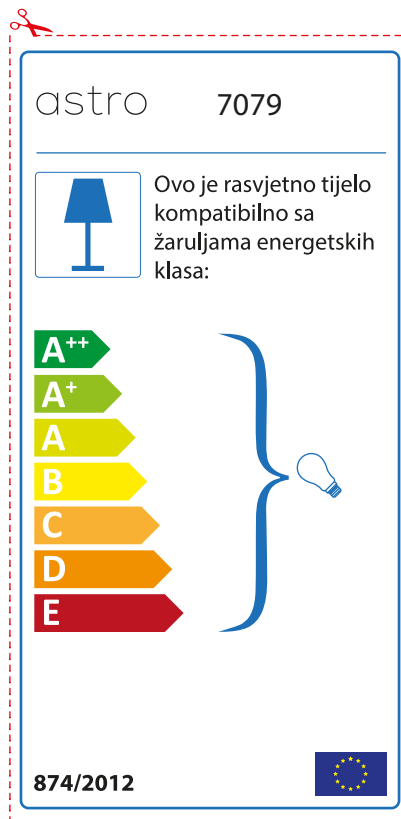 astro 7079
Ovo je rasvjetno tijelo
kompatibilno sa
žaruljama energetskih
klasa:
A++
A+
A
B
C
D
E
874/2012